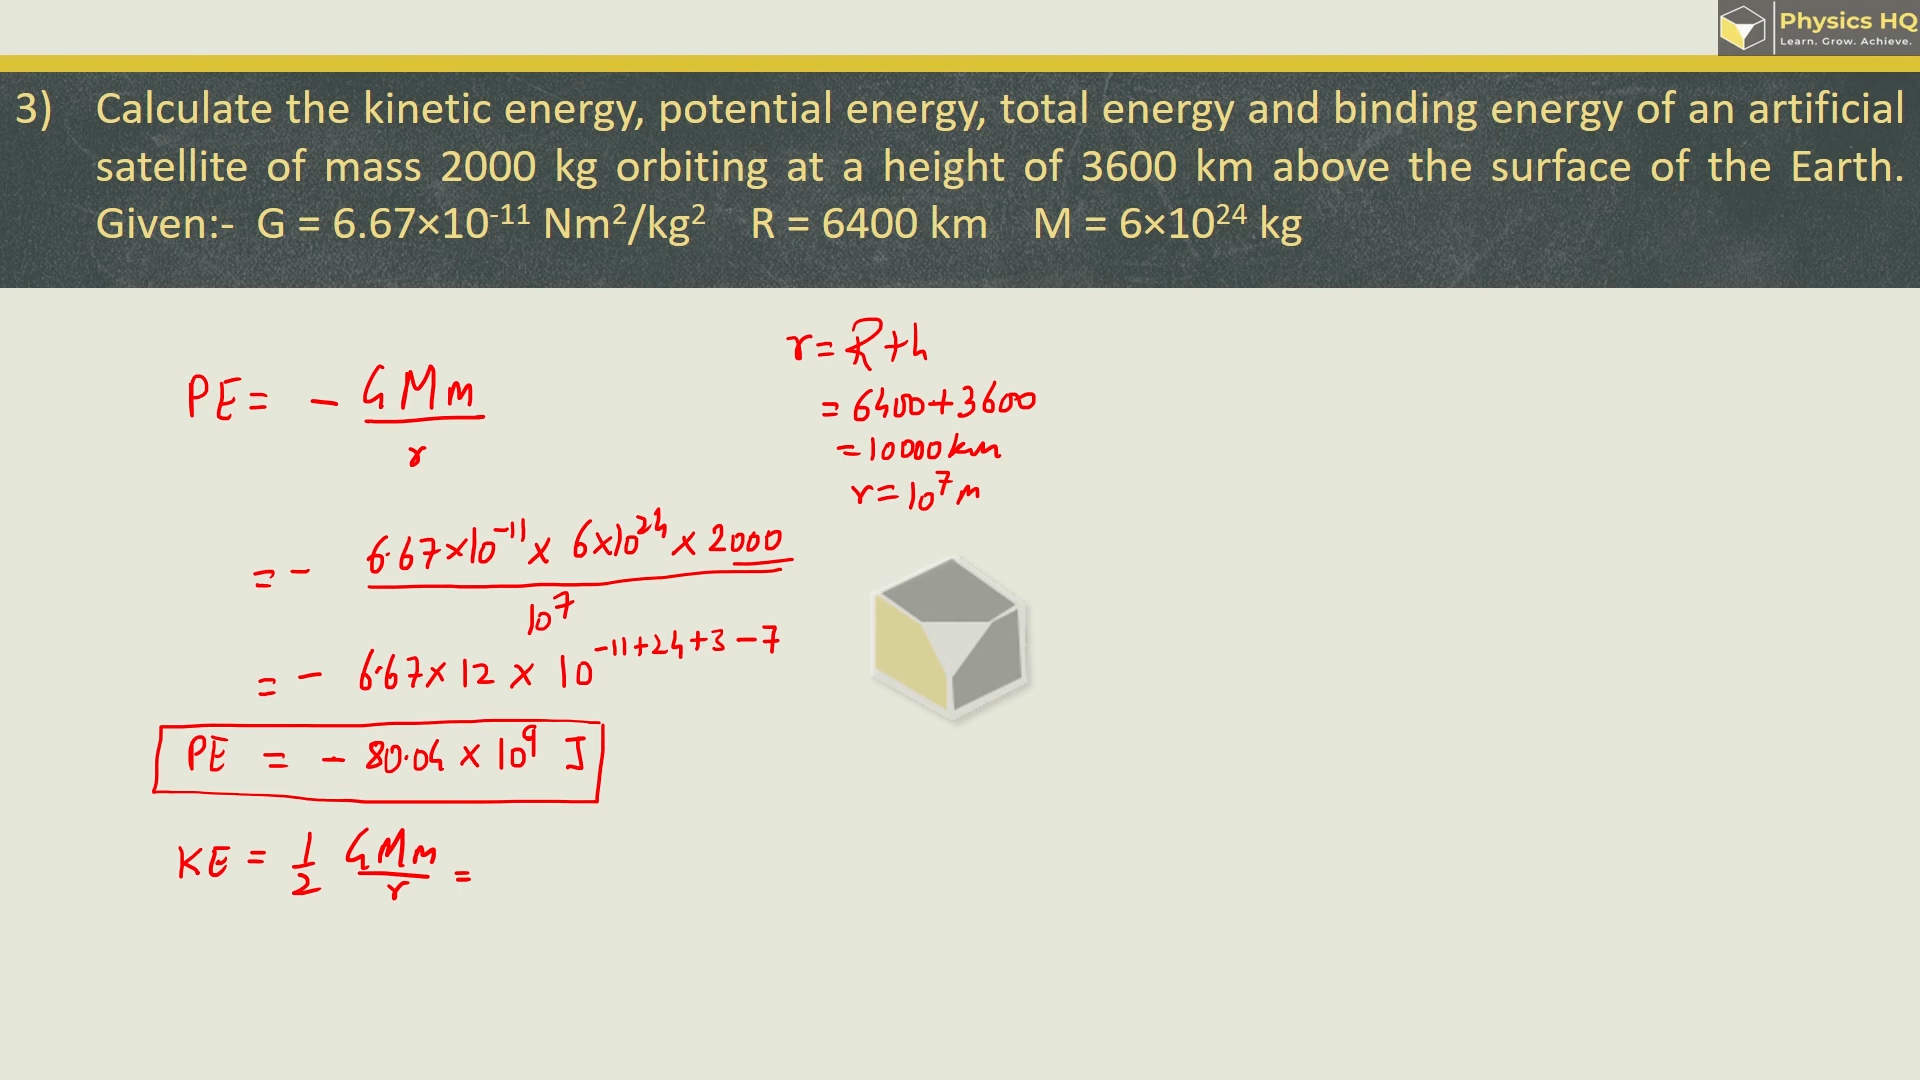 Physics HQ
Learn. Grow. Achieve.
3) Calculate the kinetic energy, potential energy, total energy and binding energy of an artificial
satellite of mass 2000 kg orbiting at a height of 3600 km above the surface of the Earth.
Given:- G = 6.67×10⁻¹¹ Nm²/kg² R = 6400 km M = 6×10²⁴ kg
PE = - GMm/r
r = R+h
= 6400+3600
= 10000 km
r = 10⁷ m
= - 6.67×10⁻¹¹ × 6×10²⁴ × 2000 / 10⁷
= - 6.67 × 12 × 10⁻¹¹⁺²⁴⁺³⁻⁷
PE = - 80.04 × 10⁹ J
KE = 1/2 GMm/r =